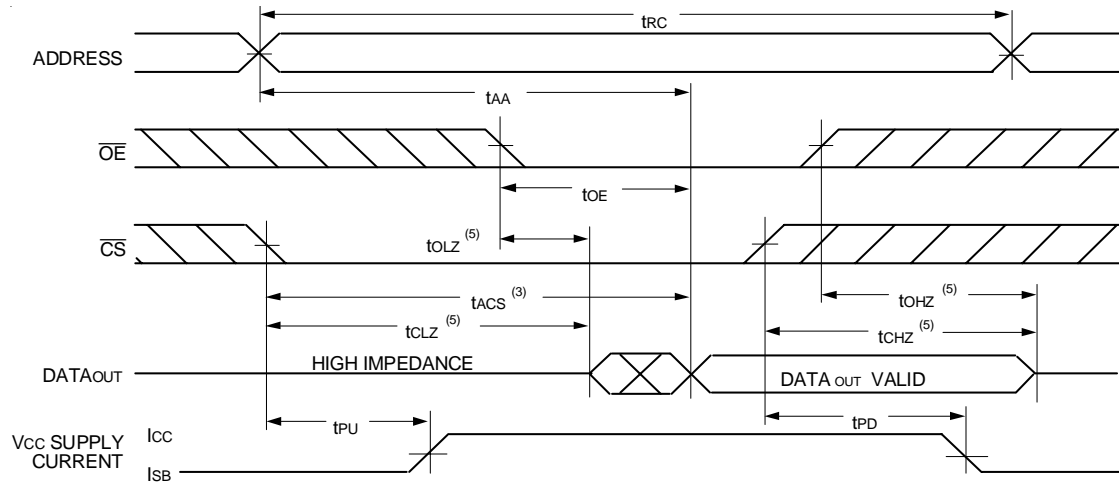 tRC
ADDRESS
tAA
OE
tOE
CS
tOLZ (5)
tACS (3)
tOHZ (5)
tCLZ (5)
tCHZ (5)
HIGH IMPEDANCE
DATAOUT
DATA OUT VALID
tPU
tPD
VCC SUPPLY
CURRENT
ICC
ISB